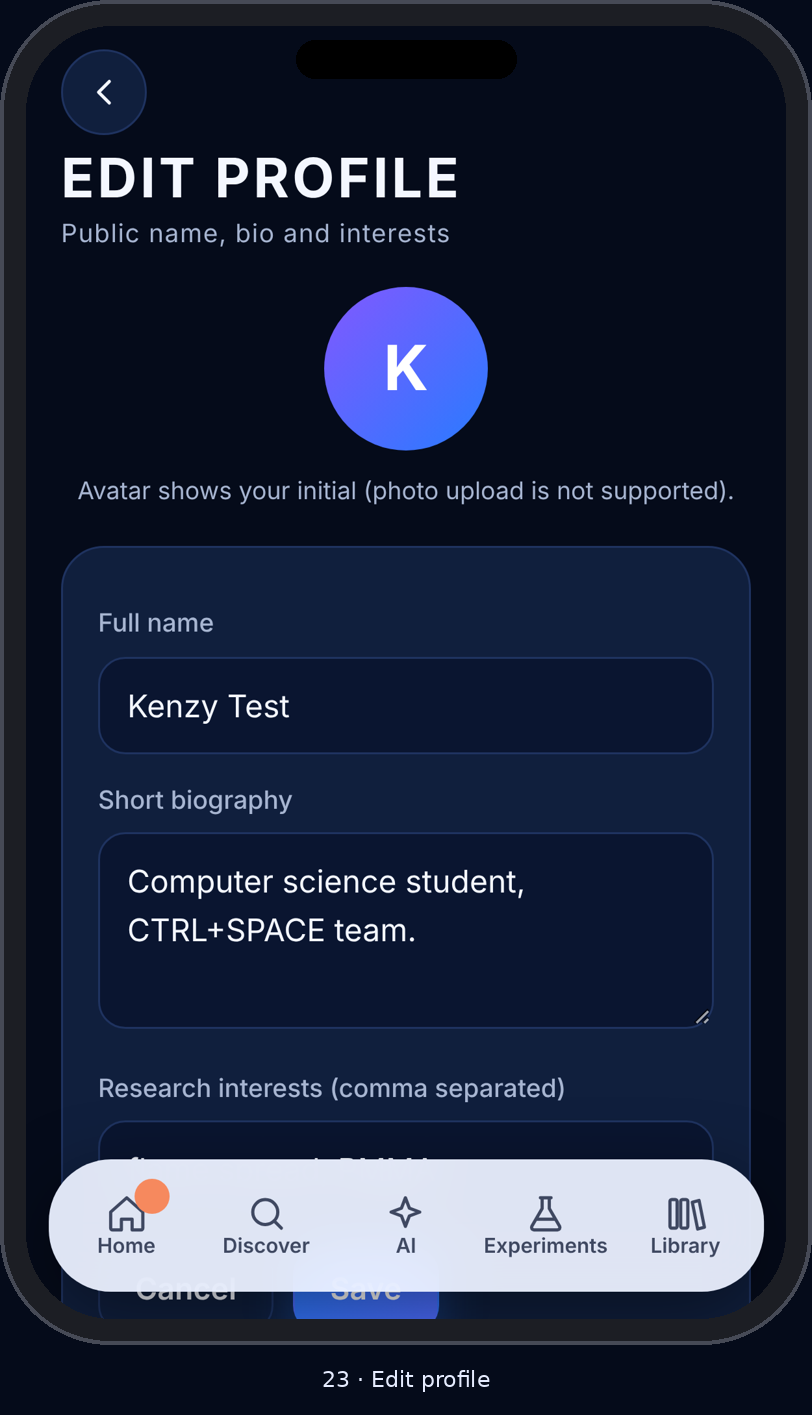 EDIT PROFILE
Public name, bio and interests
K
Avatar shows your initial (photo upload is not supported).
Full name
Kenzy Test
Short biography
Computer science student,
CTRL+SPACE team.
Research interests (comma separated)
Home
Discover
AI
Experiments
Library
Cancel
Save
23 · Edit profile